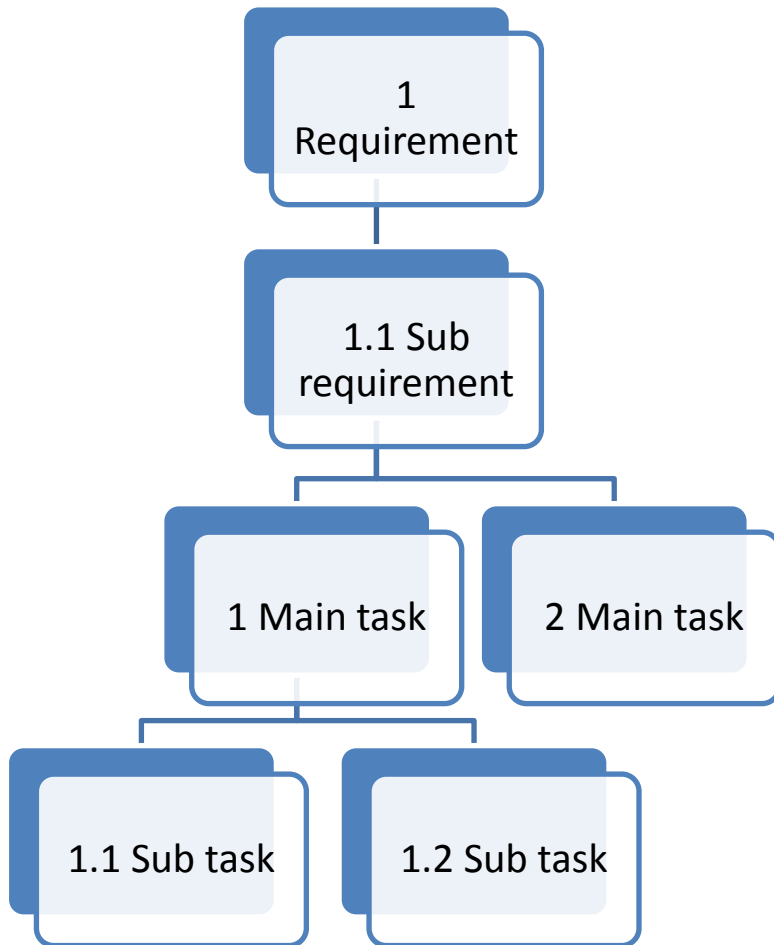 1
Requirement
1.1 Sub
requirement
1 Main task
2 Main task
1.1 Sub task
1.2 Sub task